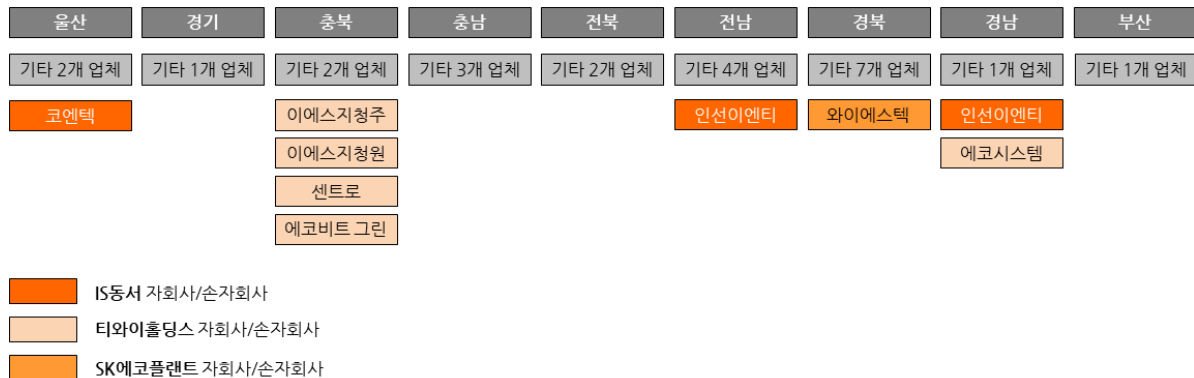 울산 경기 충북 충남 전북 전남 경북 경남 부산
기타 2개 업체 기타 1개 업체 기타 2개 업체 기타 3개 업체 기타 2개 업체 기타 4개 업체 기타 7개 업체 기타 1개 업체 기타 1개 업체
코엔텍 이에스지청주 인선이엔티 와이에스텍 인선이엔티
이에스지청원 에코시스템
센트로
에코비트 그린
IS동서 자회사/손자회사
티와이홀딩스 자회사/손자회사
SK에코플랜트 자회사/손자회사